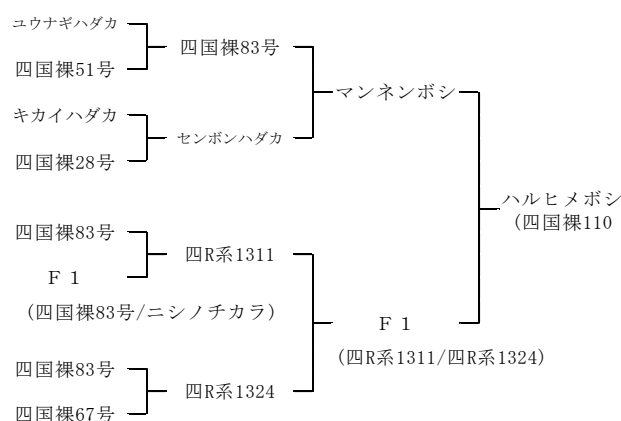 ユウナギハダカ
四国裸83号
四国裸51号
マンネンボシ
キカイハダカ
センボンハダカ
四国裸28号
ハルヒメボシ
(四国裸110
四国裸83号
四R系1311
Ｆ１
(四国裸83号/ニシノチカラ)
Ｆ１
(四R系1311/四R系1324)
四国裸83号
四R系1324
四国裸67号